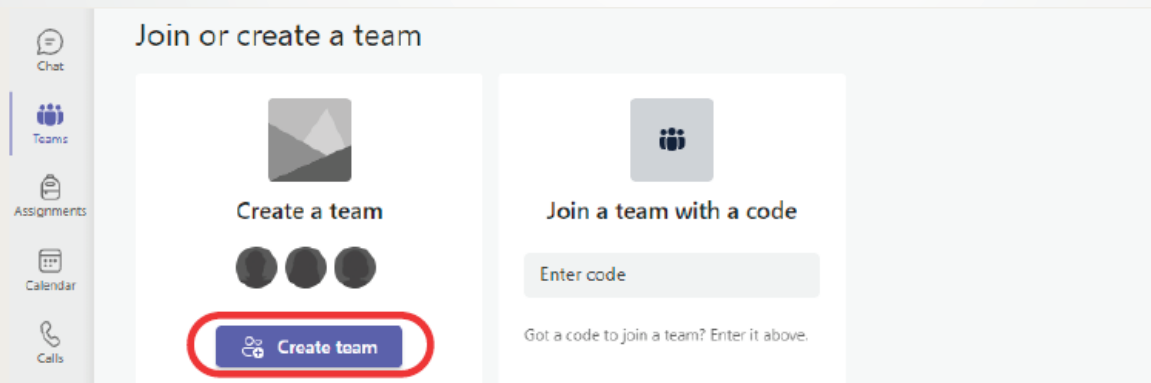 Join or create a team
Chat
Teams
Assignments
Calendar
Calls
Create a team
Create team
Join a team with a code
Enter code
Got a code to join a team? Enter it above.